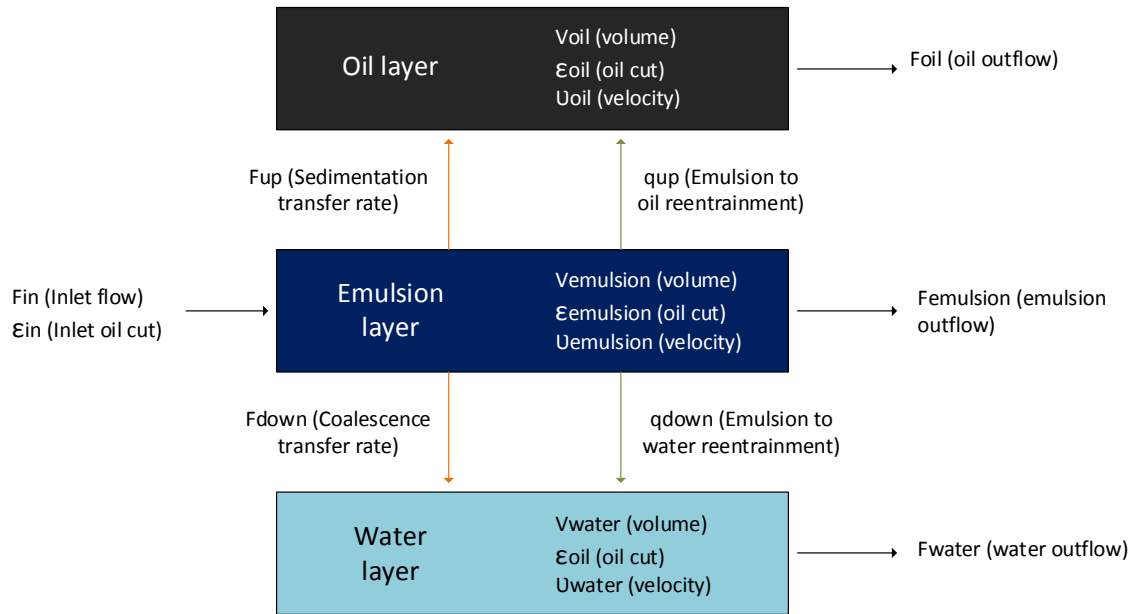 Oil layer
Voil (volume)
εoil (oil cut)
υoil (velocity)
Foil (oil outflow)
Fup (Sedimentation
transfer rate)
qup (Emulsion to
oil reentrainment)
Fin (Inlet flow)
εin (Inlet oil cut)
Emulsion
layer
Vemulsion (volume)
εemulsion (oil cut)
υemulsion (velocity)
Femulsion (emulsion
outflow)
Fdown (Coalescence
transfer rate)
qdown (Emulsion to
water reentrainment)
Water
layer
Vwater (volume)
εoil (oil cut)
υwater (velocity)
Fwater (water outflow)